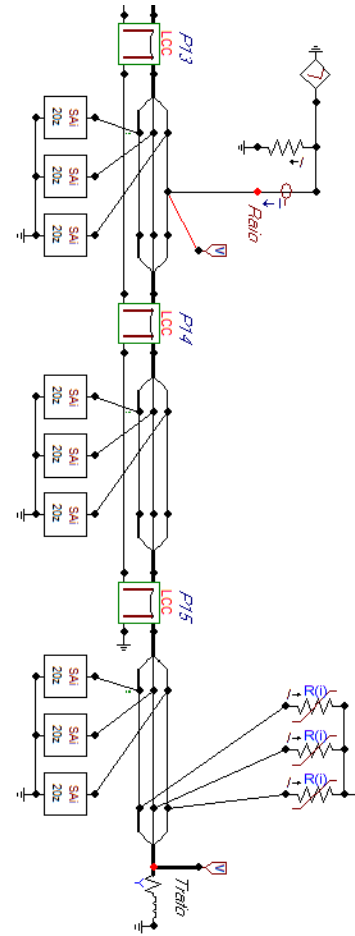 P13
LCC
SAi
20z
SAi
20z
SAi
20z
I
I
Raio
V
P14
LCC
SAi
20z
SAi
20z
SAi
20z
P15
LCC
SAi
20z
SAi
20z
SAi
20z
I
R(i)
I
R(i)
I
R(i)
V
Y
Trafo